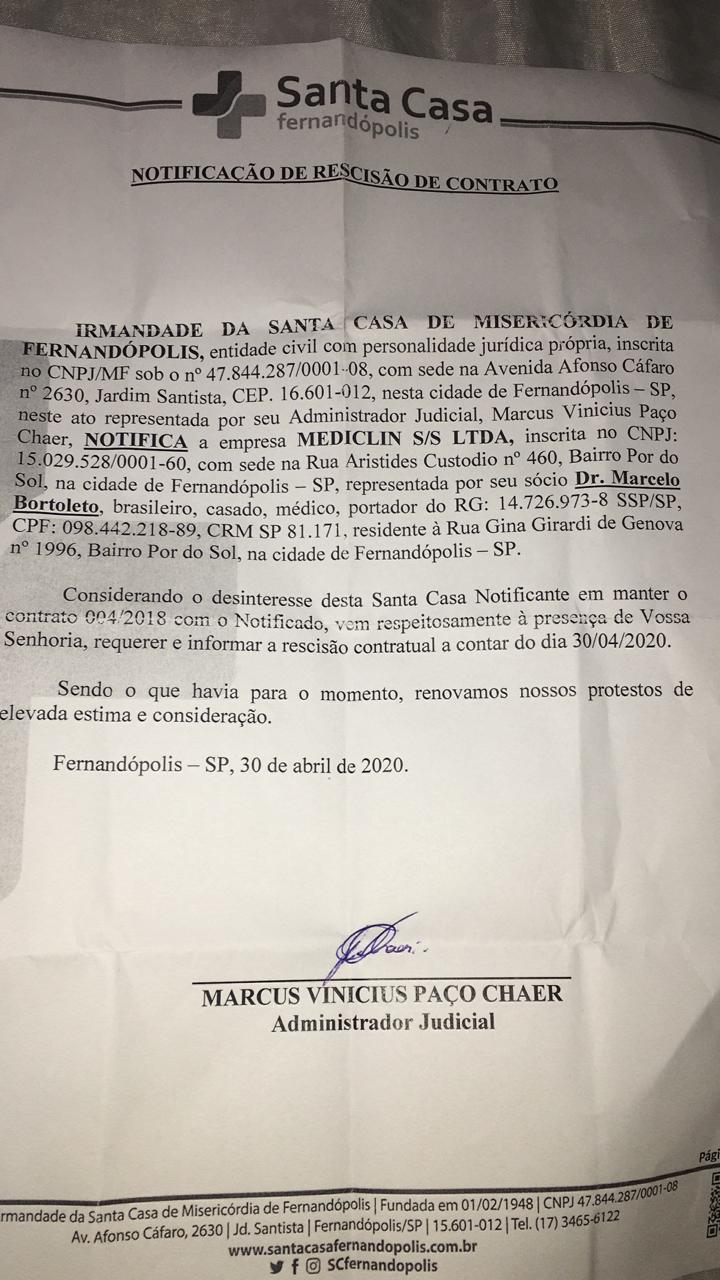 Santa Casa
fernandópolis
NOTIFICAÇÃO DE RESCISÃO DE CONTRATO
IRMANDADE DA SANTA CASA DE MISERICÓRDIA DE
FERNANDÓPOLIS, entidade civil com personalidade jurídica própria, inscrita
no CNPJ/MF sob o nº 47.844.287/0001-08, com sede na Avenida Afonso Cáfaro
nº 2630, Jardim Santista, CEP. 16.601-012, nesta cidade de Fernandópolis – SP,
neste ato representada por seu Administrador Judicial, Marcus Vinicius Paço
Chaer, NOTIFICA a empresa MEDICLIN S/S LTDA, inscrita no CNPJ:
15.029.528/0001-60, com sede na Rua Aristides Custodio nº 460, Bairro Por do
Sol, na cidade de Fernandópolis – SP, representada por seu sócio Dr. Marcelo
Bortoleto, brasileiro, casado, médico, portador do RG: 14.726.973-8 SSP/SP,
CPF: 098.442.218-89, CRM SP 81.171, residente à Rua Gina Girardi de Genova
nº 1996, Bairro Por do Sol, na cidade de Fernandópolis – SP.
Considerando o desinteresse desta Santa Casa Notificante em manter o
contrato 004/2018 com o Notificado, vem respeitosamente à presença de Vossa
Senhoria, requerer e informar a rescisão contratual a contar do dia 30/04/2020.
Sendo o que havia para o momento, renovamos nossos protestos de
elevada estima e consideração.
Fernandópolis – SP, 30 de abril de 2020.
MARCUS VINICIUS PAÇO CHAER
Administrador Judicial
Pági
rmandade da Santa Casa de Misericórdia de Fernandópolis | Fundada em 01/02/1948 | CNPJ 47.844.287/0001-08
Av. Afonso Cáfaro, 2630 | Jd. Santista | Fernandópolis/SP | 15.601-012 | Tel. (17) 3465-6122
www.santacasafernandopolis.com.br
SCfernandopolis